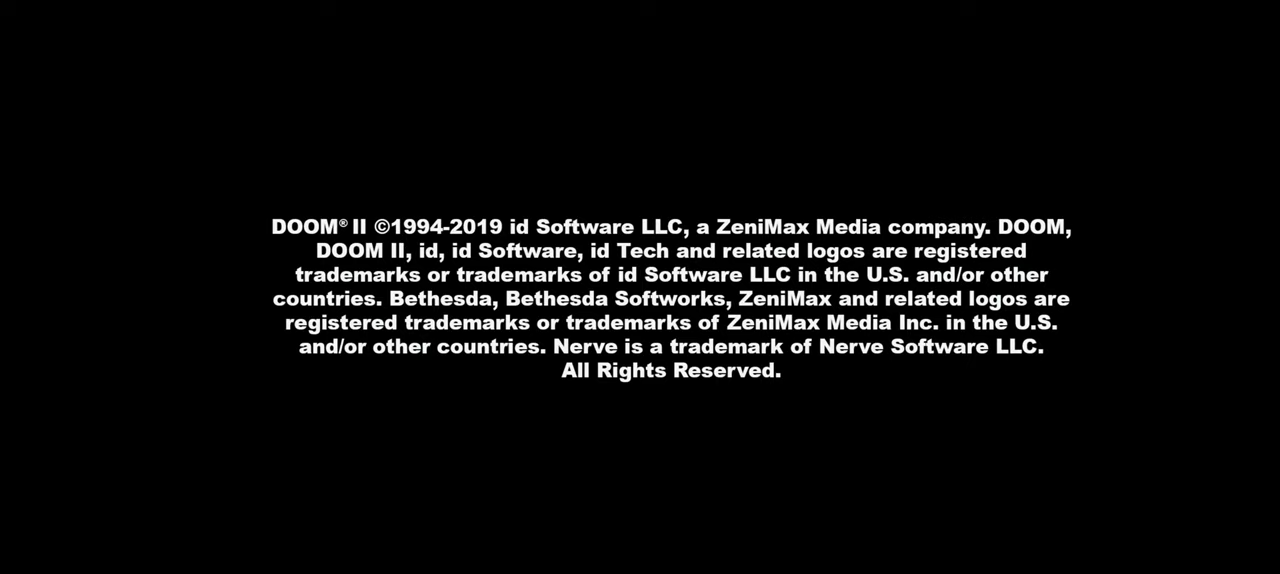 DOOM® II ©1994-2019 id Software LLC, a ZeniMax Media company. DOOM,
DOOM II, id, id Software, id Tech and related logos are registered
trademarks or trademarks of id Software LLC in the U.S. and/or other
countries. Bethesda, Bethesda Softworks, ZeniMax and related logos are
registered trademarks or trademarks of ZeniMax Media Inc. in the U.S.
and/or other countries. Nerve is a trademark of Nerve Software LLC.
All Rights Reserved.